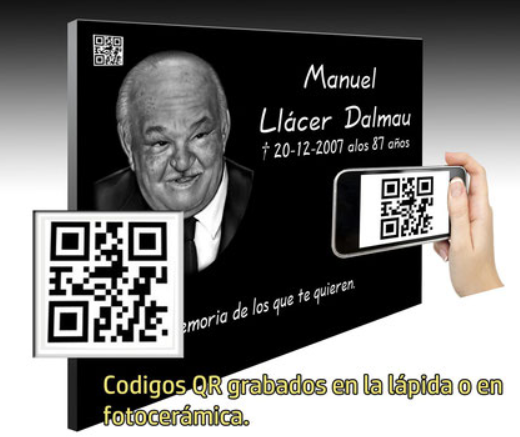 Manuel
Llácer Dalmau
† 20-12-2007 alos 87 años
emoria de los que te quieren.
Codigos QR grabados en la lápida o en
fotocerámica.